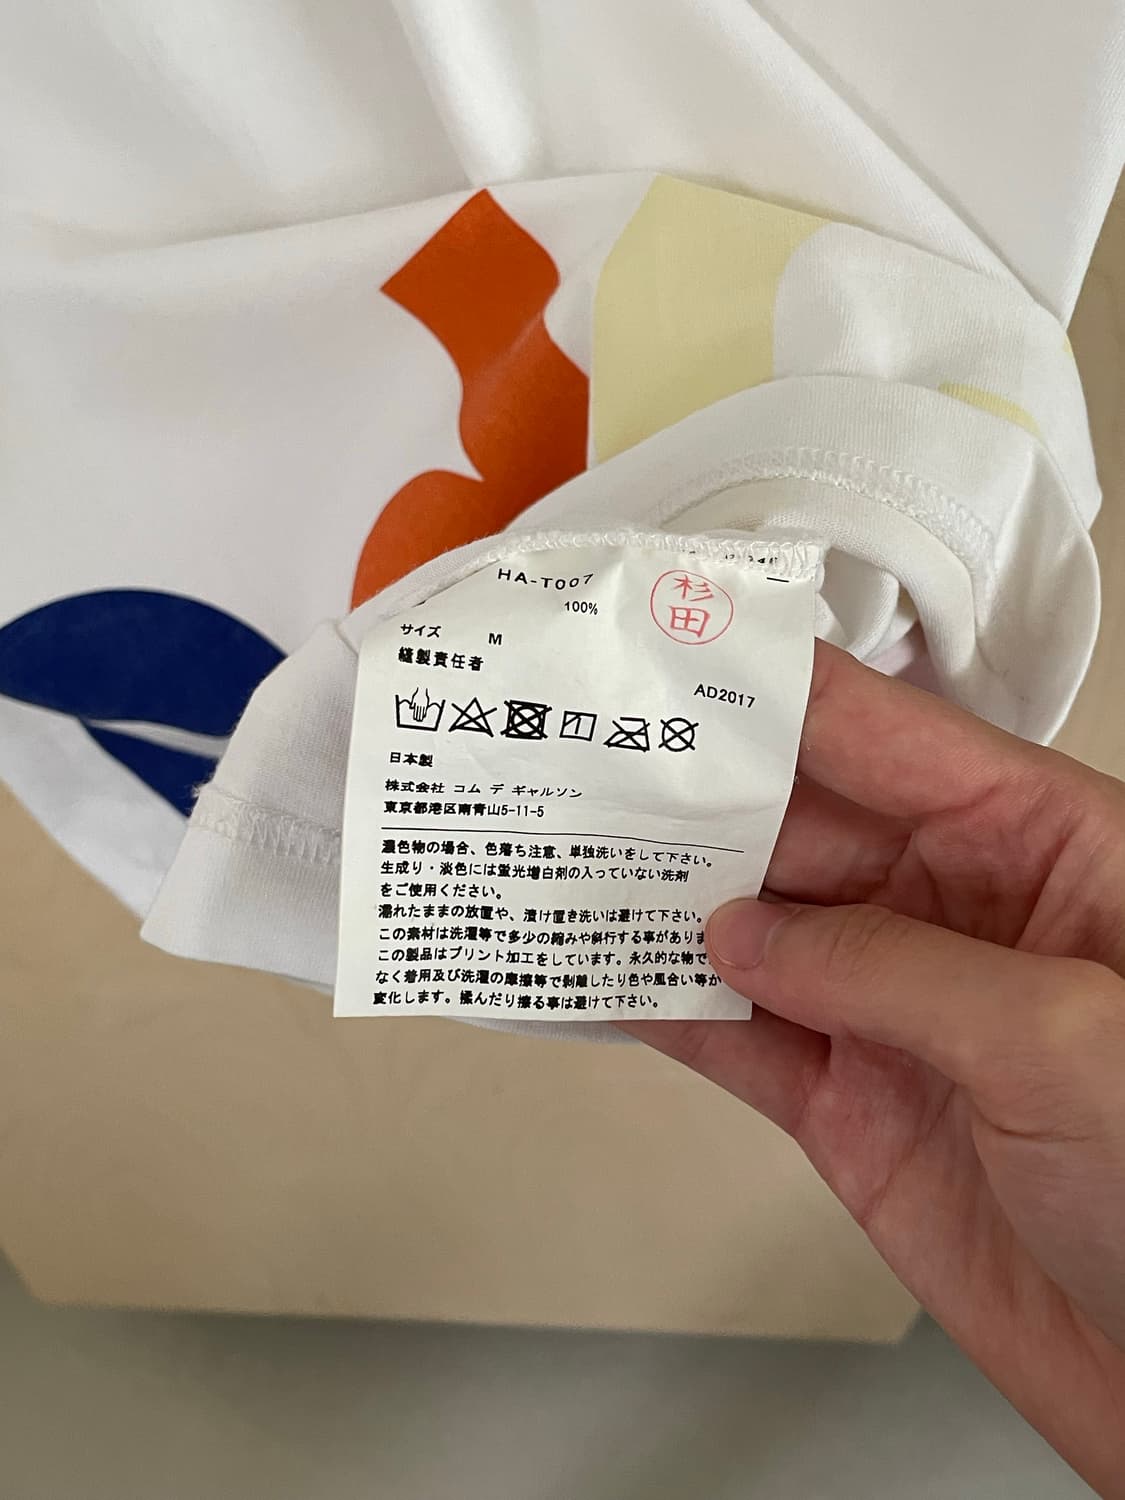 HA-T007
100%
杉田
サイズ M
縫製責任者
AD2017
日本製
株式会社 コム デ ギャルソン
東京都港区南青山5-11-5
濃色物の場合、色落ち注意、単独洗いをして下さい。
生成り・淡色には蛍光増白剤の入っていない洗剤
をご使用ください。
濡れたままの放置や、漬け置き洗いは避けて下さい。
この素材は洗濯等で多少の縮みや斜行する事がありま
この製品はプリント加工をしています。永久的な物で
なく着用及び洗濯の摩擦等で剥離したり色や風合い等が
変化します。揉んだり擦る事は避けて下さい。